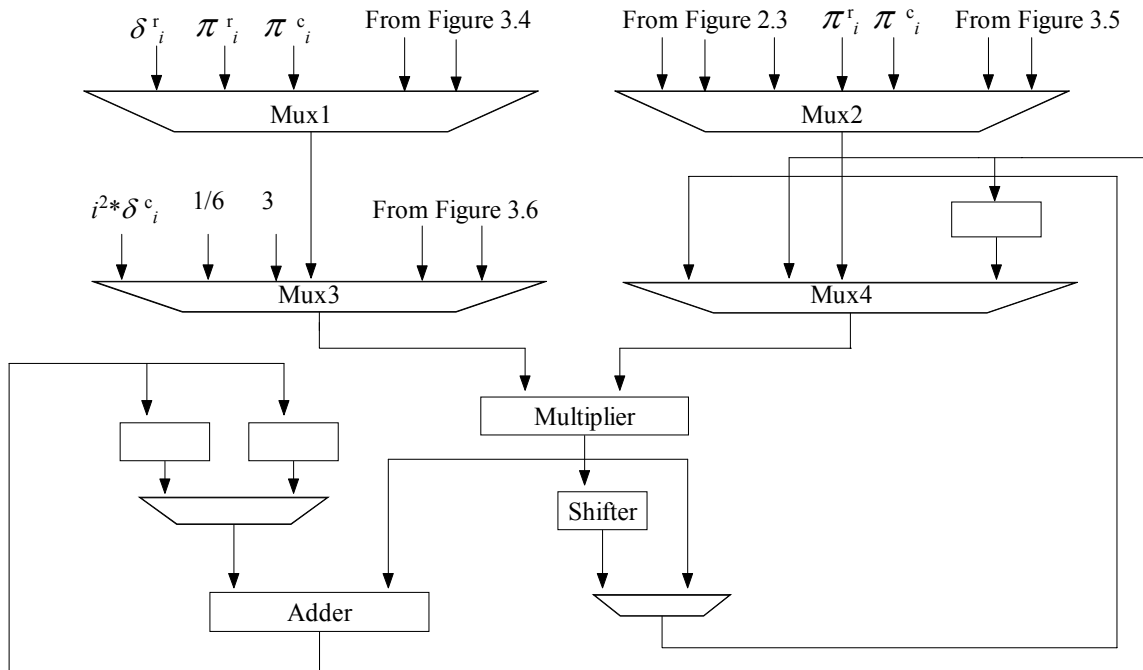 δ^r_i π^r_i π^c_i From Figure 3.4
From Figure 2.3 π^r_i π^c_i From Figure 3.5
Mux1
Mux2
i²*δ^c_i 1/6 3 From Figure 3.6
Mux3
Mux4
Multiplier
Shifter
Adder